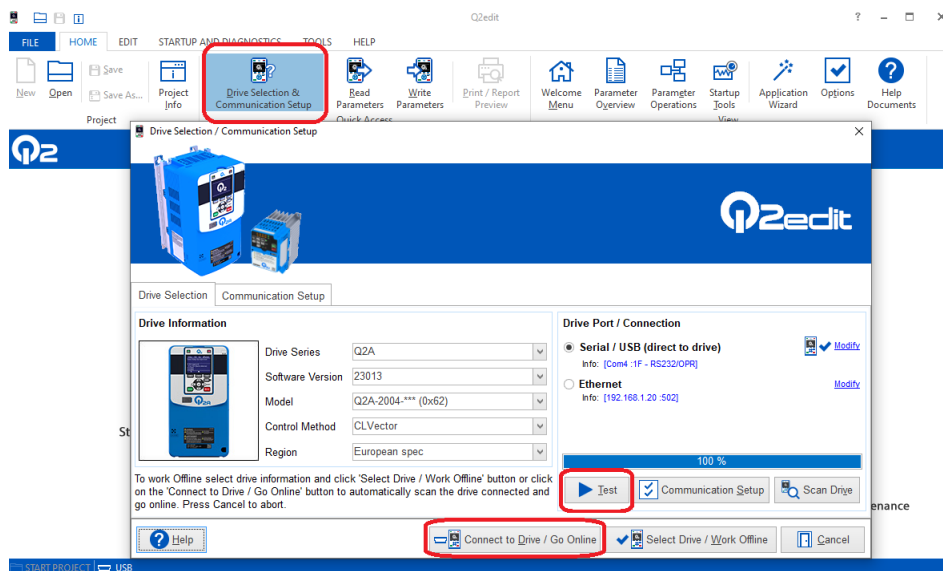 Q2edit
FILE HOME EDIT STARTUP AND DIAGNOSTICS TOOLS HELP
New Open Save Save As... Project Info Drive Selection & Communication Setup Read Parameters Write Parameters Print / Report Preview Welcome Menu Parameter Overview Parameter Operations Startup Tools Application Wizard Options Help Documents
Project Quick Access View
Drive Selection / Communication Setup
Q2
Q2edit
Drive Selection Communication Setup
Drive Information
Drive Series Q2A
Software Version 23013
Model Q2A-2004-*** (0x62)
Control Method CLVector
Region European spec
Drive Port / Connection
Serial / USB (direct to drive) Modify
Info: [Com4 :1F - RS232/OPR]
Ethernet Modify
Info: [192.168.1.20 :502]
100 %
St
To work Offline select drive information and click 'Select Drive / Work Offline' button or click
on the 'Connect to Drive / Go Online' button to automatically scan the drive connected and
go online. Press Cancel to abort.
Test Communication Setup Scan Drive
enance
Help Connect to Drive / Go Online Select Drive / Work Offline Cancel
START PROJECT USB